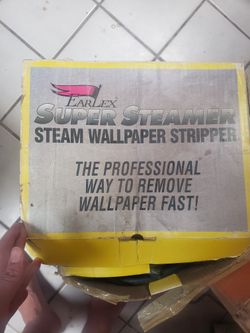 EARLEX
SUPER STEAMER
STEAM WALLPAPER STRIPPER
THE PROFESSIONAL
WAY TO REMOVE
WALLPAPER FAST!